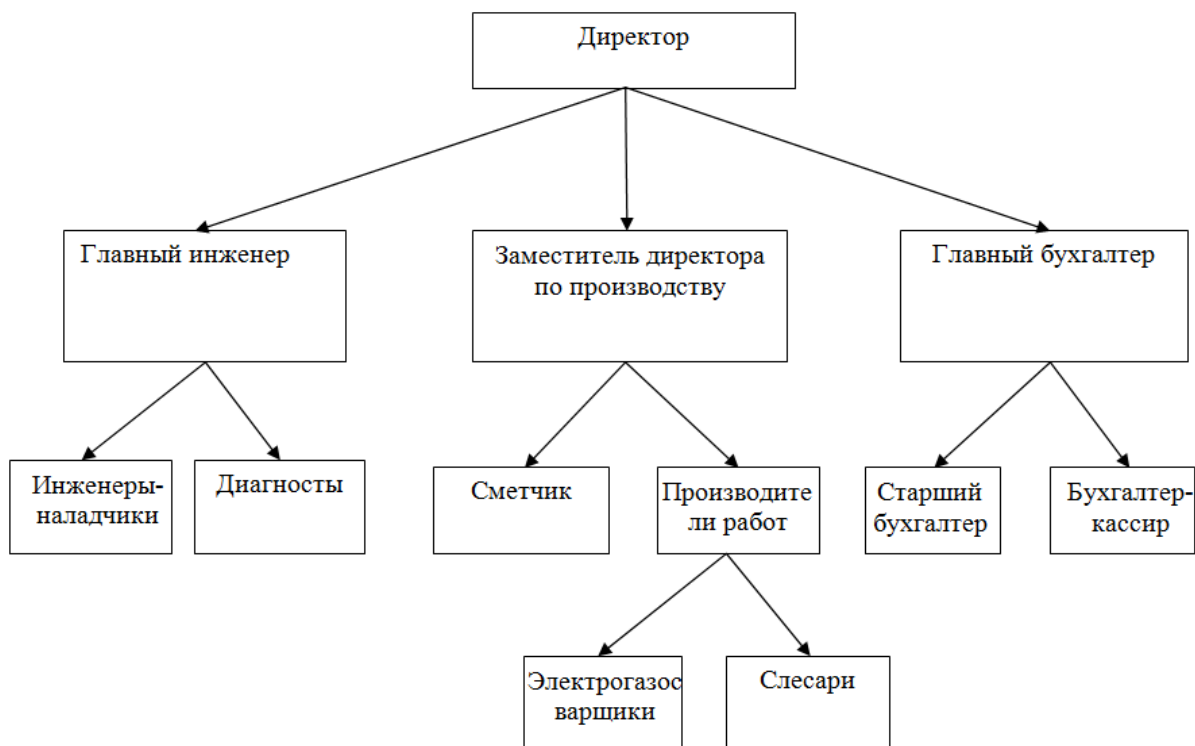 Директор
Главный инженер
Заместитель директора
по производству
Главный бухгалтер
Инженеры-
наладчики
Диагносты
Сметчик
Производите
ли работ
Старший
бухгалтер
Бухгалтер-
кассир
Электрогазос
варщики
Слесари